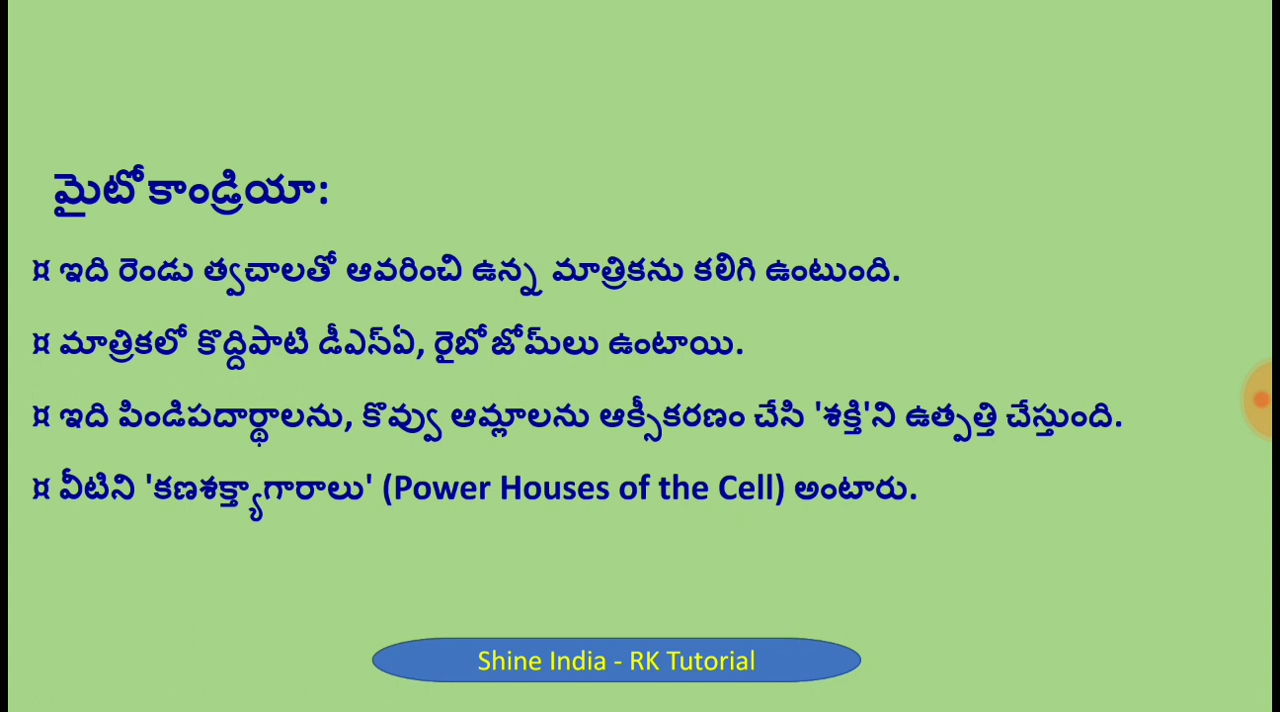 మైటోకాండ్రియా:
¤ ఇది రెండు త్వచాలతో ఆవరించి ఉన్న మాత్రికను కలిగి ఉంటుంది.
¤ మాత్రికలో కొద్దిపాటి డీఎన్ఏ, రైబోజోమ్‌లు ఉంటాయి.
¤ ఇది పిండిపదార్థాలను, కొవ్వు ఆమ్లాలను ఆక్సీకరణం చేసి 'శక్తి'ని ఉత్పత్తి చేస్తుంది.
¤ వీటిని 'కణశక్త్యాగారాలు' (Power Houses of the Cell) అంటారు.
Shine India - RK Tutorial